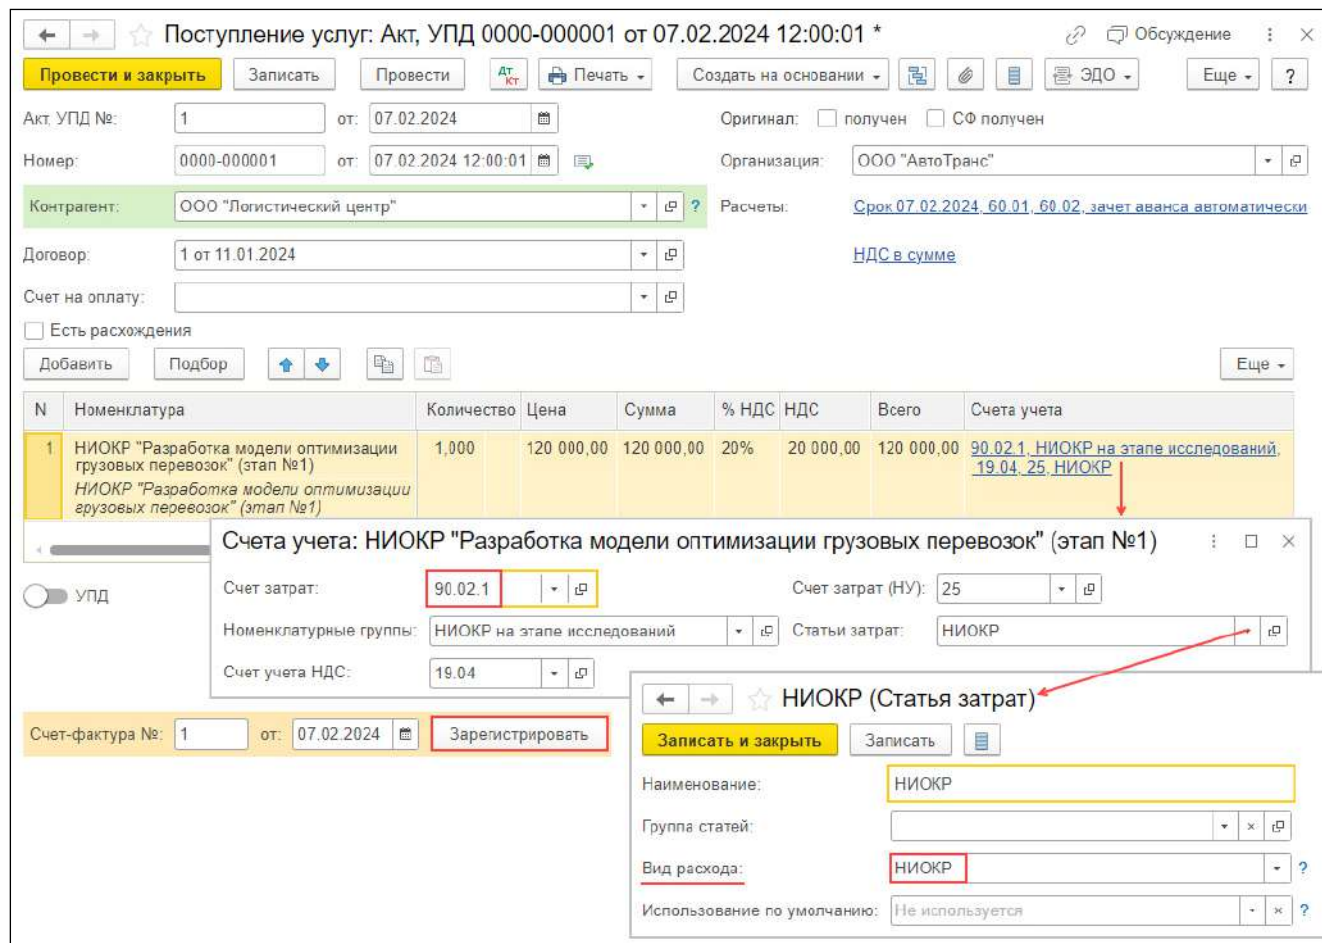 Поступление услуг: Акт, УПД 0000-000001 от 07.02.2024 12:00:01 *
Обсуждение
Провести и закрыть Записать Провести Дт Кт Печать Создать на основании ЭДО Еще ?
Акт, УПД №: 1 от: 07.02.2024 Оригинал: получен СФ получен
Номер: 0000-000001 от: 07.02.2024 12:00:01 Организация: ООО "АвтоТранс"
Контрагент: ООО "Логистический центр" ? Расчеты: Срок 07.02.2024, 60.01, 60.02, зачет аванса автоматически
Договор: 1 от 11.01.2024 НДС в сумме
Счет на оплату:
Есть расхождения
Добавить Подбор Еще
N Номенклатура Количество Цена Сумма % НДС НДС Всего Счета учета
1 НИОКР "Разработка модели оптимизации 1,000 120 000,00 120 000,00 20% 20 000,00 120 000,00 90.02.1, НИОКР на этапе исследований,
грузовых перевозок" (этап №1) 19.04, 25, НИОКР
НИОКР "Разработка модели оптимизации
грузовых перевозок" (этап №1)
Счета учета: НИОКР "Разработка модели оптимизации грузовых перевозок" (этап №1)
УПД
Счет затрат: 90.02.1 Счет затрат (НУ): 25
Номенклатурные группы: НИОКР на этапе исследований Статьи затрат: НИОКР
Счет учета НДС: 19.04
Счет-фактура №: 1 от: 07.02.2024 Зарегистрировать
НИОКР (Статья затрат)
Записать и закрыть Записать
Наименование: НИОКР
Группа статей:
Вид расхода: НИОКР ?
Использование по умолчанию: Не используется ?